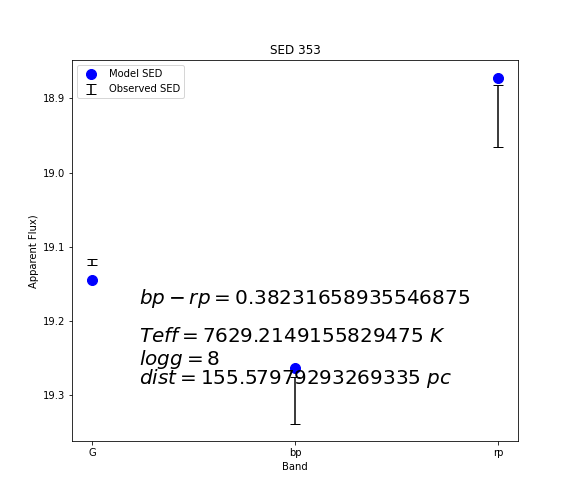 SED 353
Model SED
Observed SED
18.9
19.0
19.1
19.2
19.3
Apparent Flux)
bp − rp = 0.38231658935546875
Teff = 7629.2149155829475 K
logg = 8
dist = 155.57979293269335 pc
G
bp
rp
Band